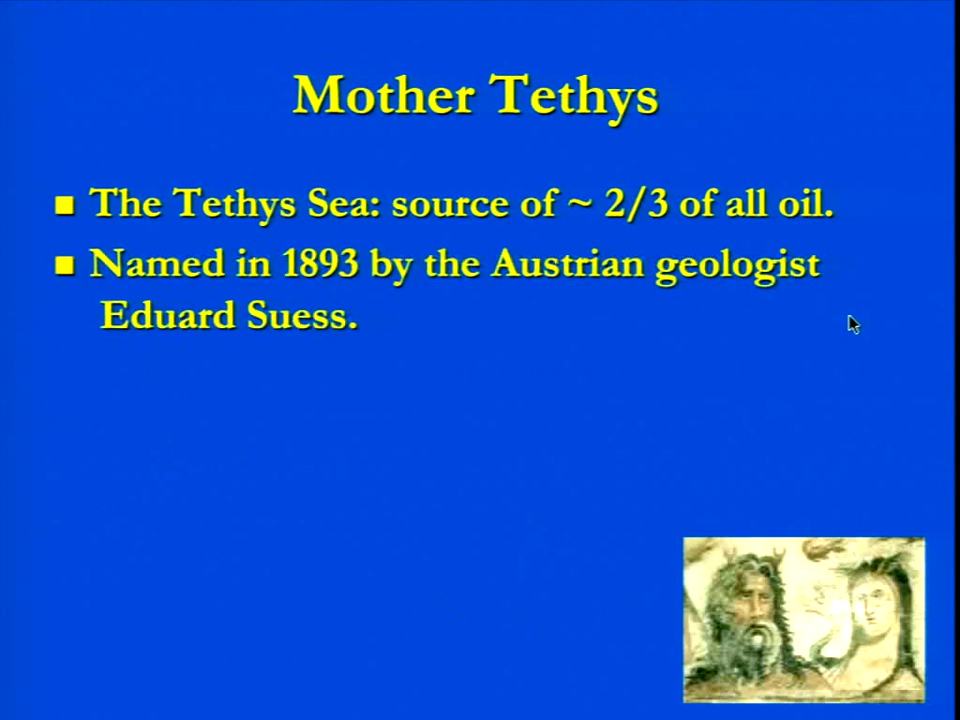 Mother Tethys
■ The Tethys Sea: source of ~ 2/3 of all oil.
■ Named in 1893 by the Austrian geologist
Eduard Suess.